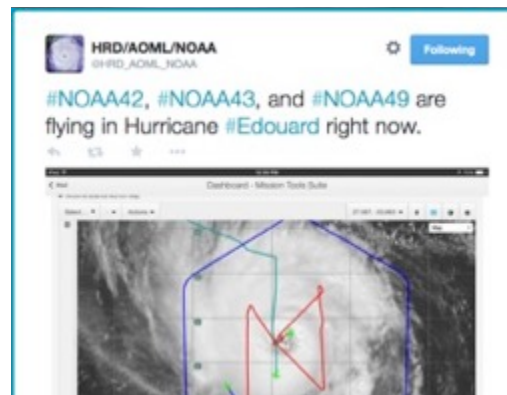 HRD/AOML/NOAA
@HRD_AOML_NOAA
Following
#NOAA42, #NOAA43, and #NOAA49 are
flying in Hurricane #Edouard right now.
Dashboard - Mission Tools Suite
Actions